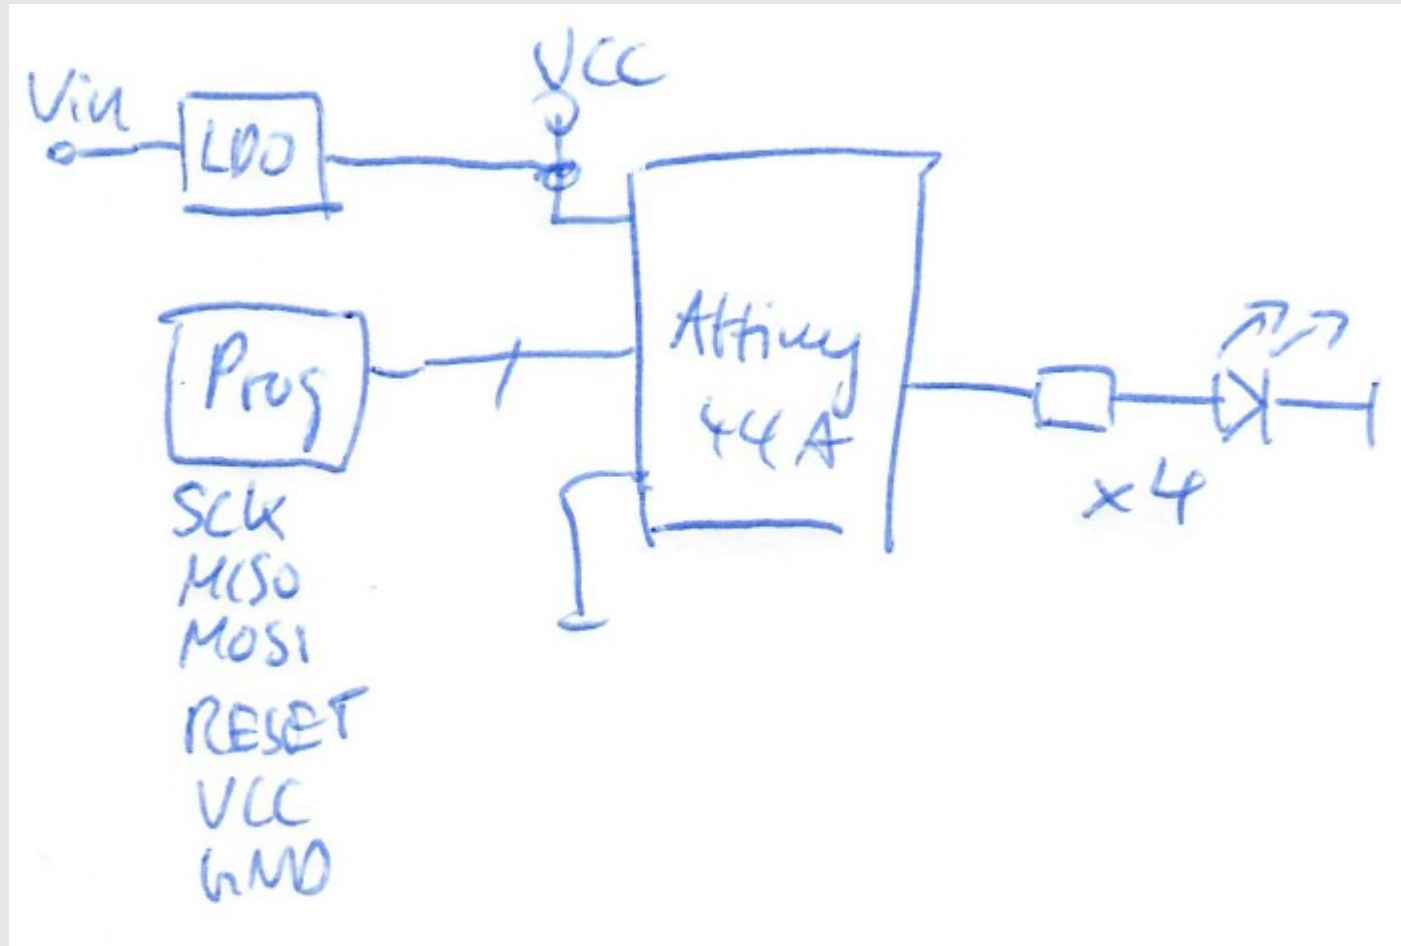 VCC
Vin
LDO
Prog
Attiny
44A
x4
SCK
MISO
MOSI
RESET
VCC
GND